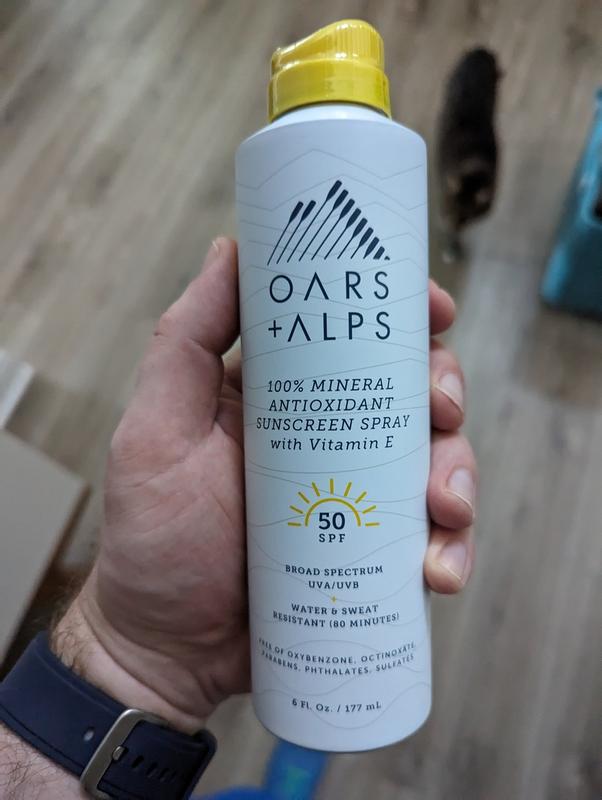 OARS
+ALPS
100% MINERAL
ANTIOXIDANT
SUNSCREEN SPRAY
with Vitamin E
50
SPF
BROAD SPECTRUM
UVA/UVB
WATER & SWEAT
RESISTANT (80 MINUTES)
FREE OF OXYBENZONE, OCTINOXATE,
PARABENS, PHTHALATES, SULFATES
6 Fl. Oz. / 177 mL